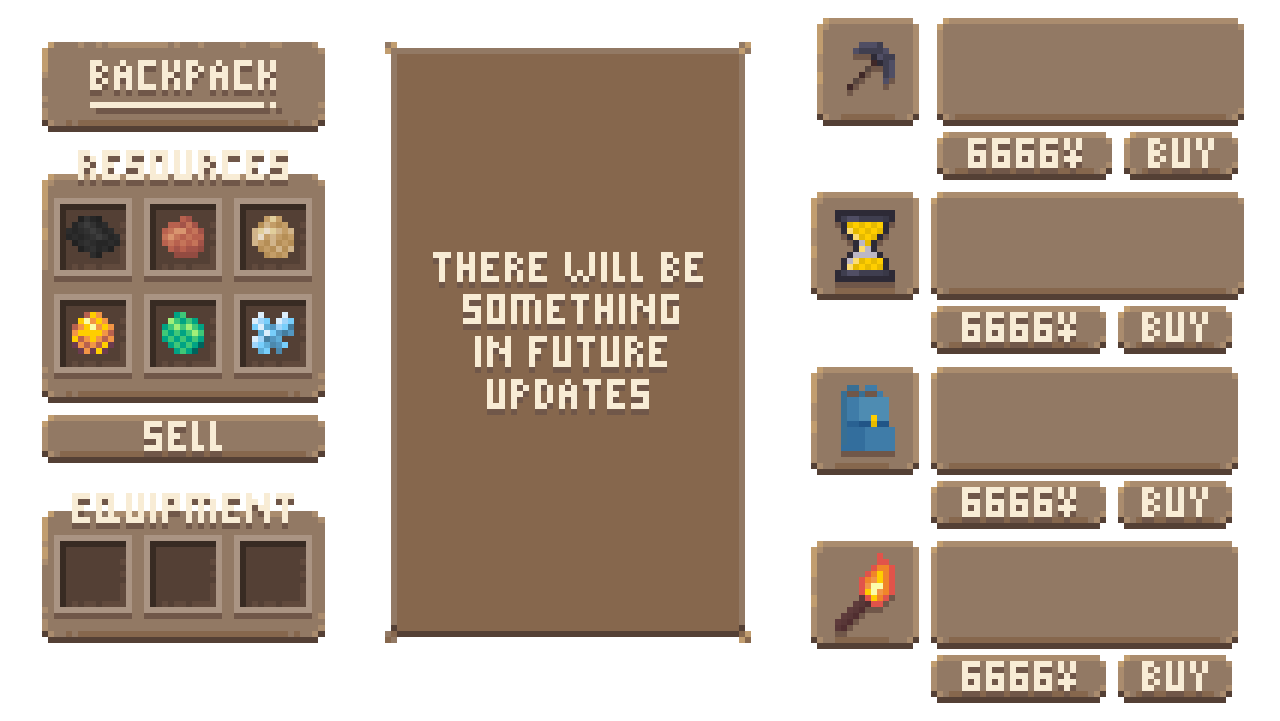 BACKPACK
RESOURCES
SELL
EQUIPMENT
THERE WILL BE
SOMETHING
IN FUTURE
UPDATES
6666¥ BUY
6666¥ BUY
6666¥ BUY
6666¥ BUY